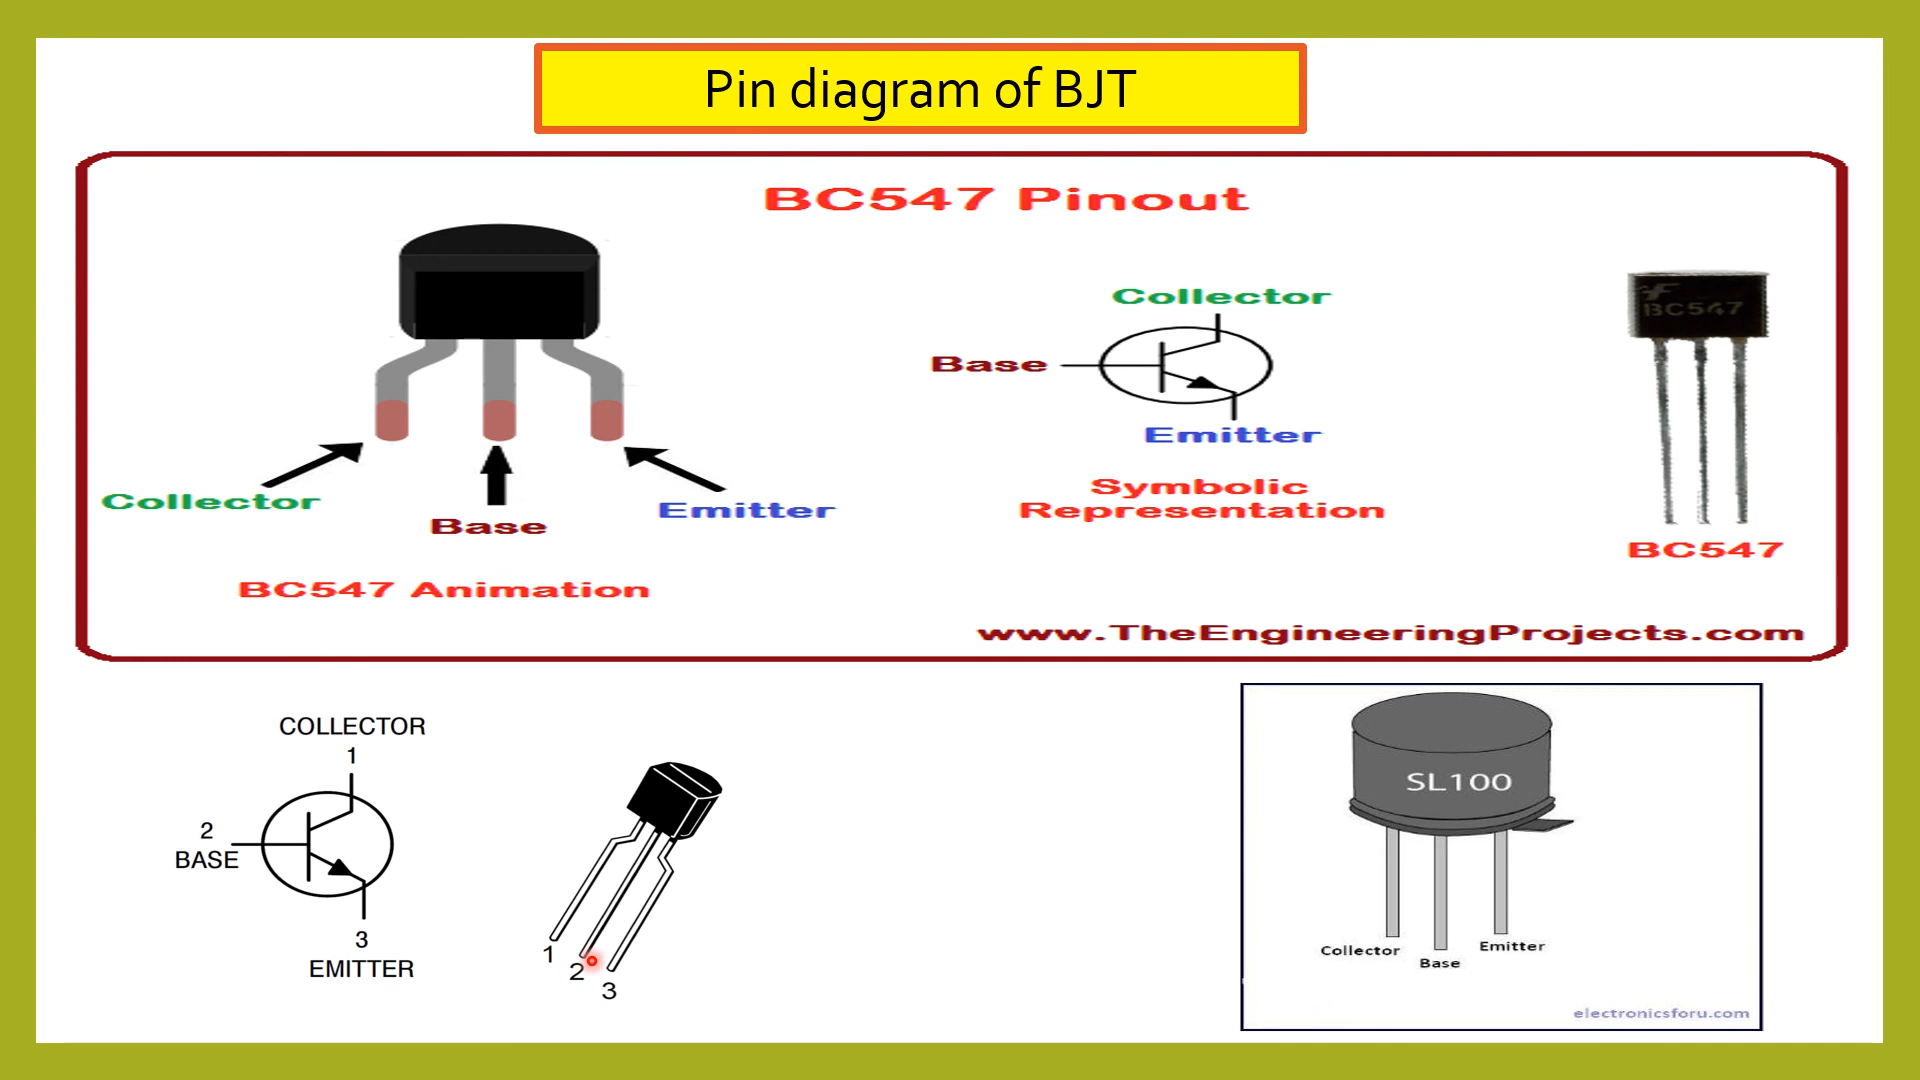 Pin diagram of BJT
BC547 Pinout
Collector
Base
Emitter
BC547 Animation
Collector
Base
Emitter
Symbolic
Representation
BC547
BC547
www.TheEngineeringProjects.com
COLLECTOR
1
2
BASE
3
EMITTER
1
2
3
SL100
Collector
Base
Emitter
electronicsforu.com